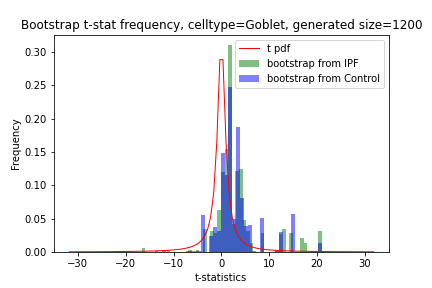 Bootstrap t-stat frequency, celltype=Goblet, generated size=1200
t pdf
bootstrap from IPF
bootstrap from Control
Frequency
0.30
0.25
0.20
0.15
0.10
0.05
0.00
−30 −20 −10 0 10 20 30
t-statistics